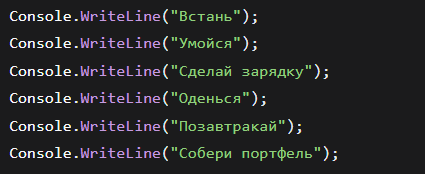 Console.WriteLine("Встань");
Console.WriteLine("Умойся");
Console.WriteLine("Сделай зарядку");
Console.WriteLine("Оденься");
Console.WriteLine("Позавтракай");
Console.WriteLine("Собери портфель");